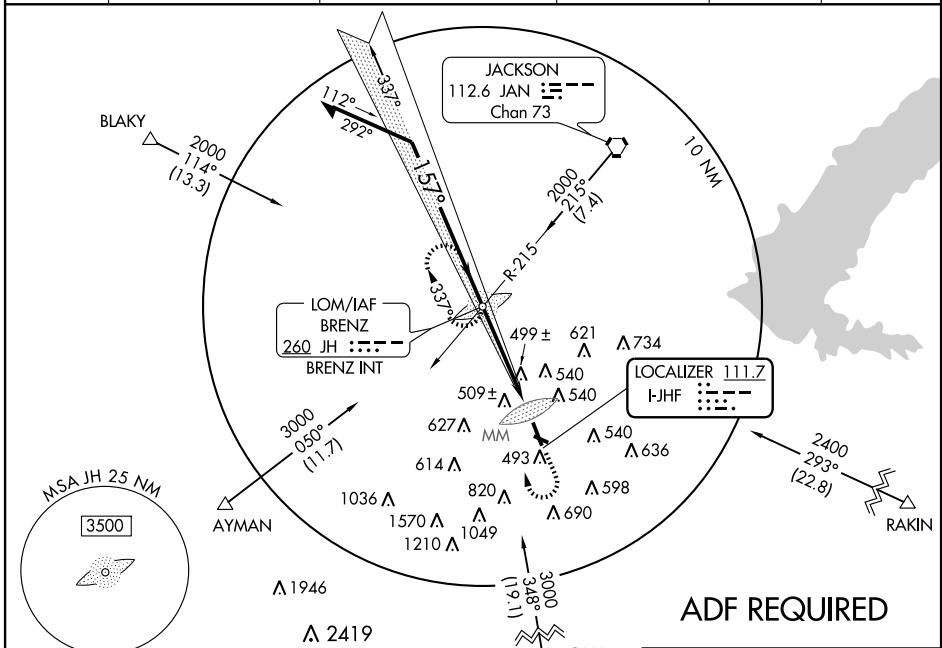 337°
112°
292°
157°
JACKSON
112.6 JAN
Chan 73
BLAKY
2000
114°
(13.3)
10 NM
2000
215°
(7.4)
R-215
337°
LOM/IAF
BRENZ
260 JH
BRENZ INT
499 ±
621
734
540
509 ±
540
LOCALIZER 111.7
I-JHF
627
MM
540
636
3000
050°
(11.7)
614
493
2400
293°
(22.8)
MSA JH 25 NM
3500
AYMAN
1036
820
598
690
1570
1049
1210
RAKIN
1946
3000
348°
(19.1)
ADF REQUIRED
2419